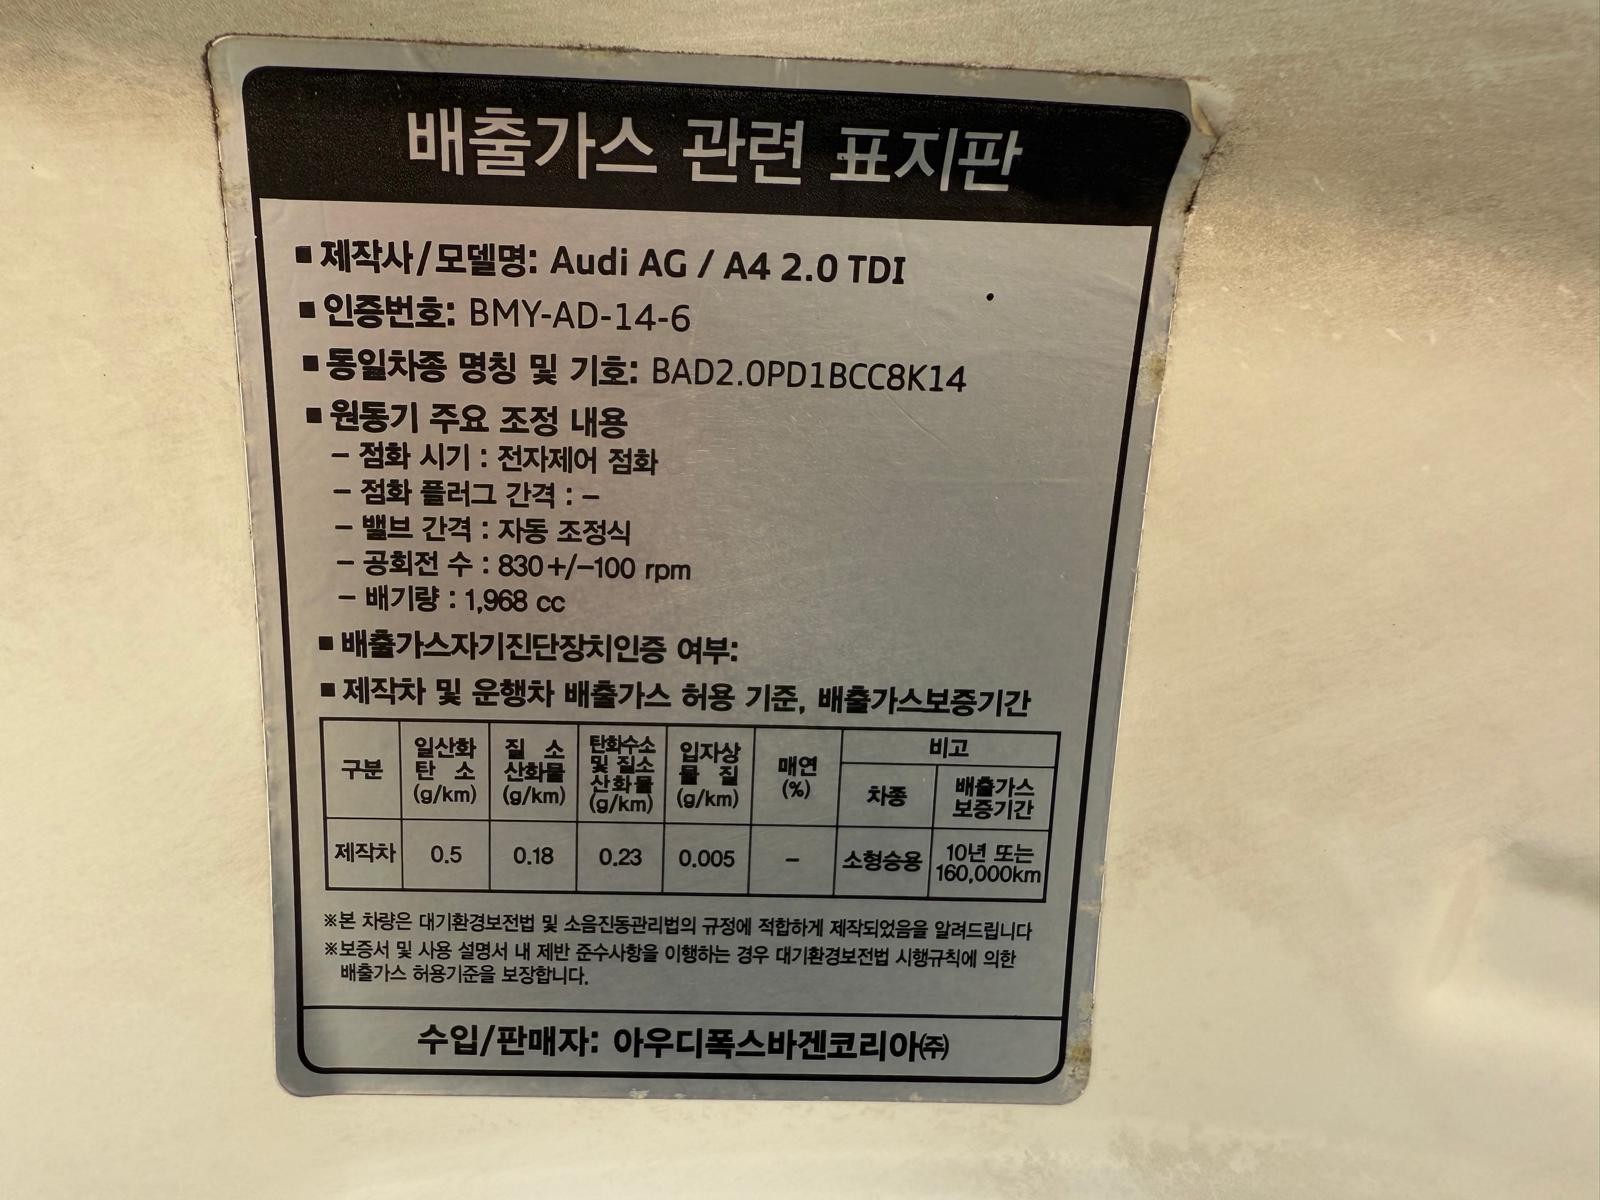 배출가스 관련 표지판
■ 제작사/모델명: Audi AG / A4 2.0 TDI
■ 인증번호: BMY-AD-14-6
■ 동일차종 명칭 및 기호: BAD2.0PD1BCC8K14
■ 원동기 주요 조정 내용
– 점화 시기 : 전자제어 점화
– 점화 플러그 간격 : –
– 밸브 간격 : 자동 조정식
– 공회전 수 : 830+/–100 rpm
– 배기량 : 1,968 cc
■ 배출가스자기진단장치인증 여부:
■ 제작차 및 운행차 배출가스 허용 기준, 배출가스보증기간
구분 일산화 탄 소 (g/km) 질 소 산화물 (g/km) 탄화수소 및 질소 산화물 (g/km) 입자상 물 질 (g/km) 매연 (%) 비고
차종 배출가스 보증기간
제작차 0.5 0.18 0.23 0.005 – 소형승용 10년 또는 160,000km
※본 차량은 대기환경보전법 및 소음진동관리법의 규정에 적합하게 제작되었음을 알려드립니다
※보증서 및 사용 설명서 내 제반 준수사항을 이행하는 경우 대기환경보전법 시행규칙에 의한
배출가스 허용기준을 보장합니다.
수입/판매자: 아우디폭스바겐코리아㈜